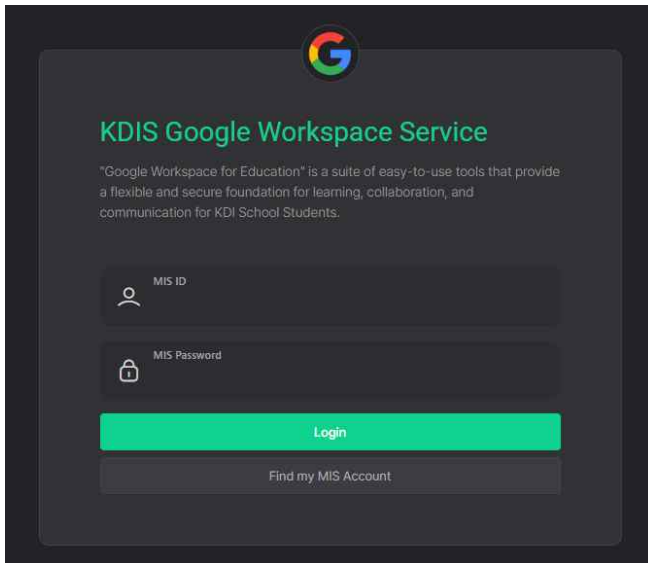 KDIS Google Workspace Service
"Google Workspace for Education" is a suite of easy-to-use tools that provide
a flexible and secure foundation for learning, collaboration, and
communication for KDI School Students.
MIS ID
MIS Password
Login
Find my MIS Account